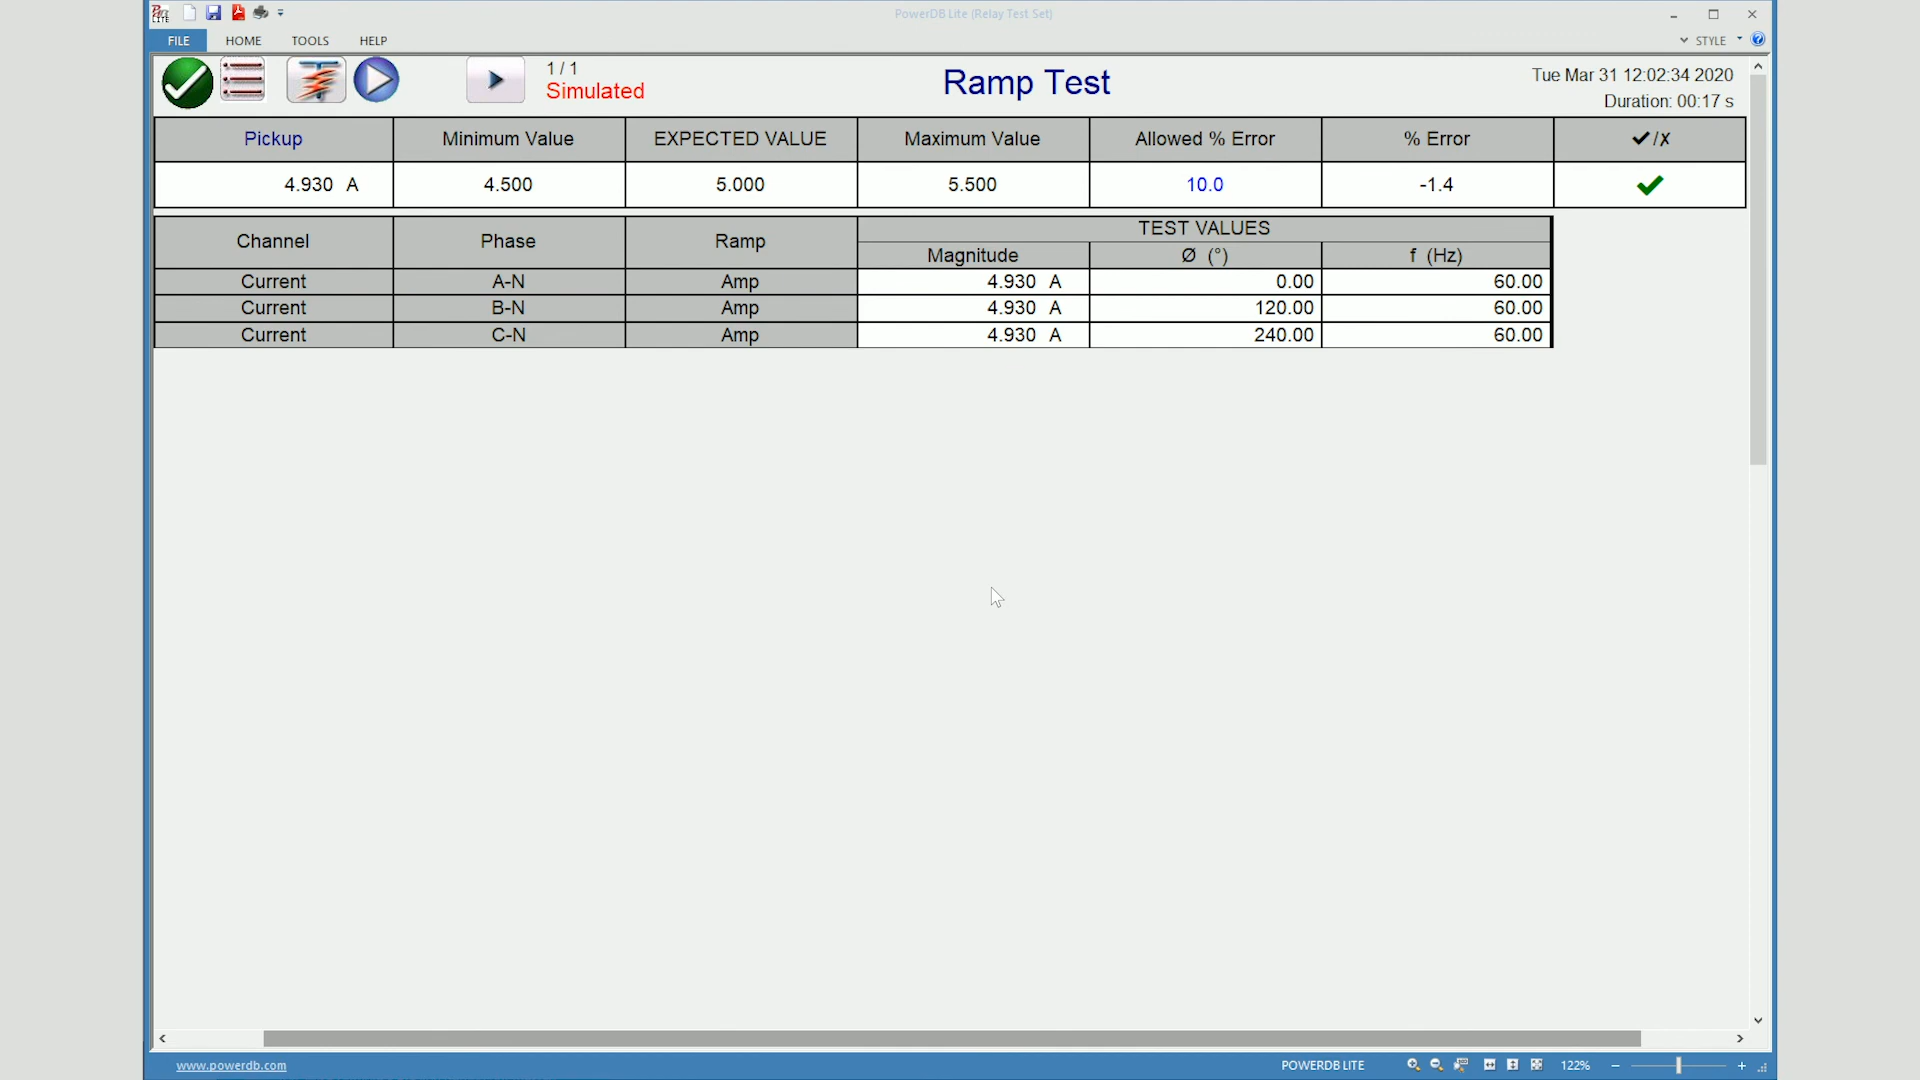 PowerDB Lite (Relay Test Set)
FILE HOME TOOLS HELP STYLE
1 / 1
Simulated
Ramp Test
Tue Mar 31 12:02:34 2020
Duration: 00:17 s
Pickup Minimum Value EXPECTED VALUE Maximum Value Allowed % Error % Error ✔/✗
4.930 A 4.500 5.000 5.500 10.0 -1.4 ✔
Channel Phase Ramp TEST VALUES
Magnitude Ø (°) f (Hz)
Current A-N Amp 4.930 A 0.00 60.00
Current B-N Amp 4.930 A 120.00 60.00
Current C-N Amp 4.930 A 240.00 60.00
www.powerdb.com POWERDB LITE 122%